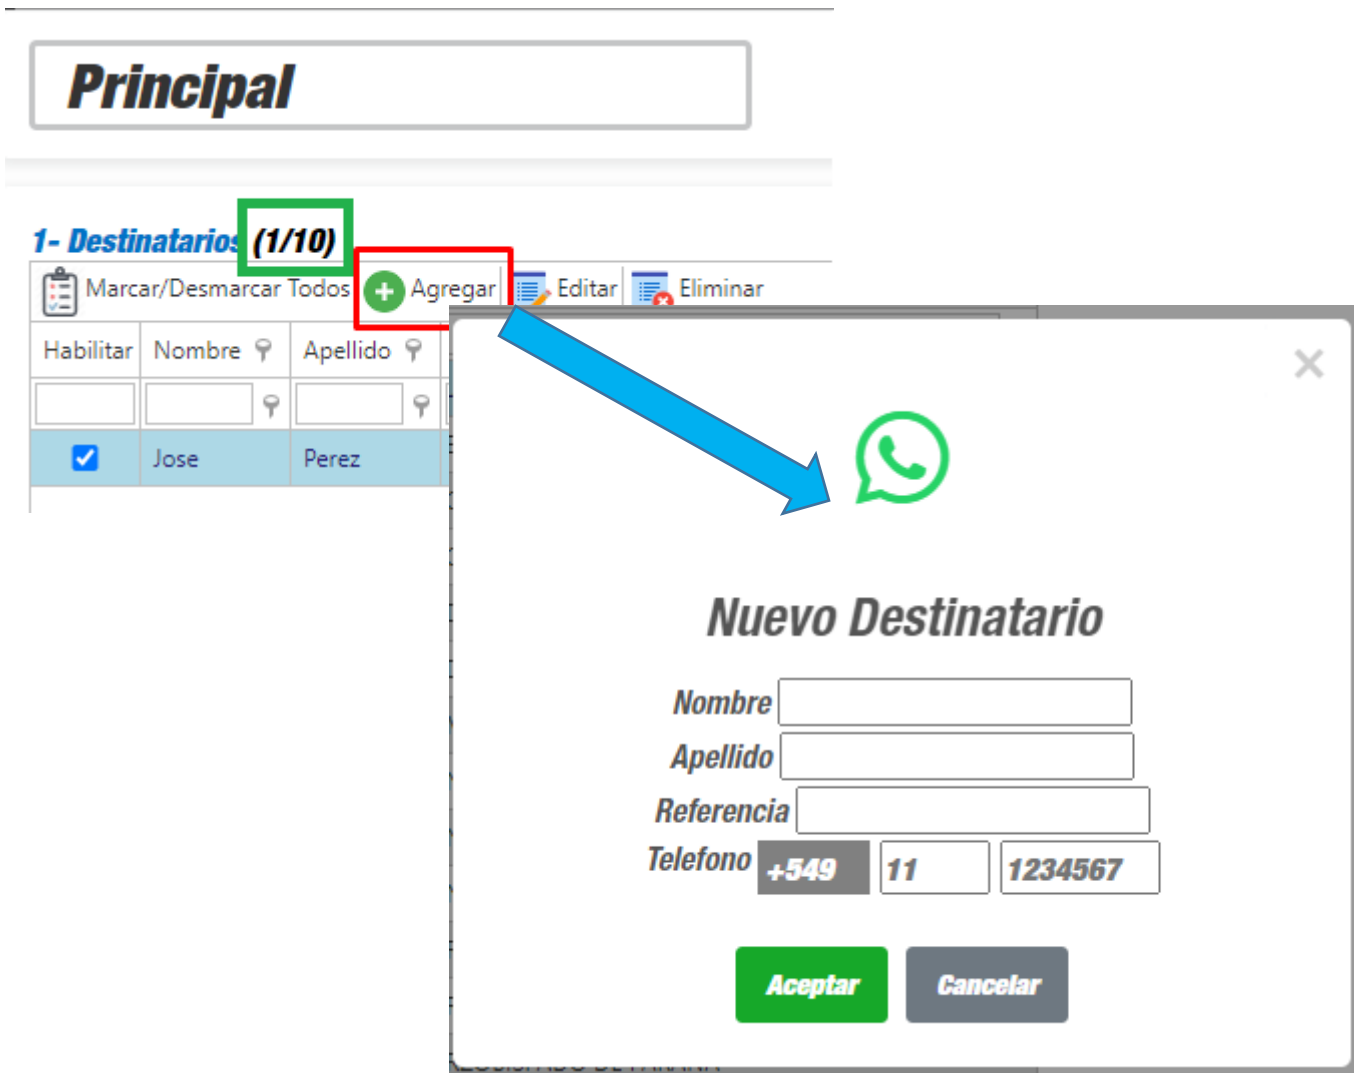 Principal
1- Destinatarios (1/10)
Marcar/Desmarcar Todos Agregar Editar Eliminar
Habilitar Nombre Apellido
Jose Perez
Nuevo Destinatario
Nombre
Apellido
Referencia
Telefono +549 11 1234567
Aceptar Cancelar